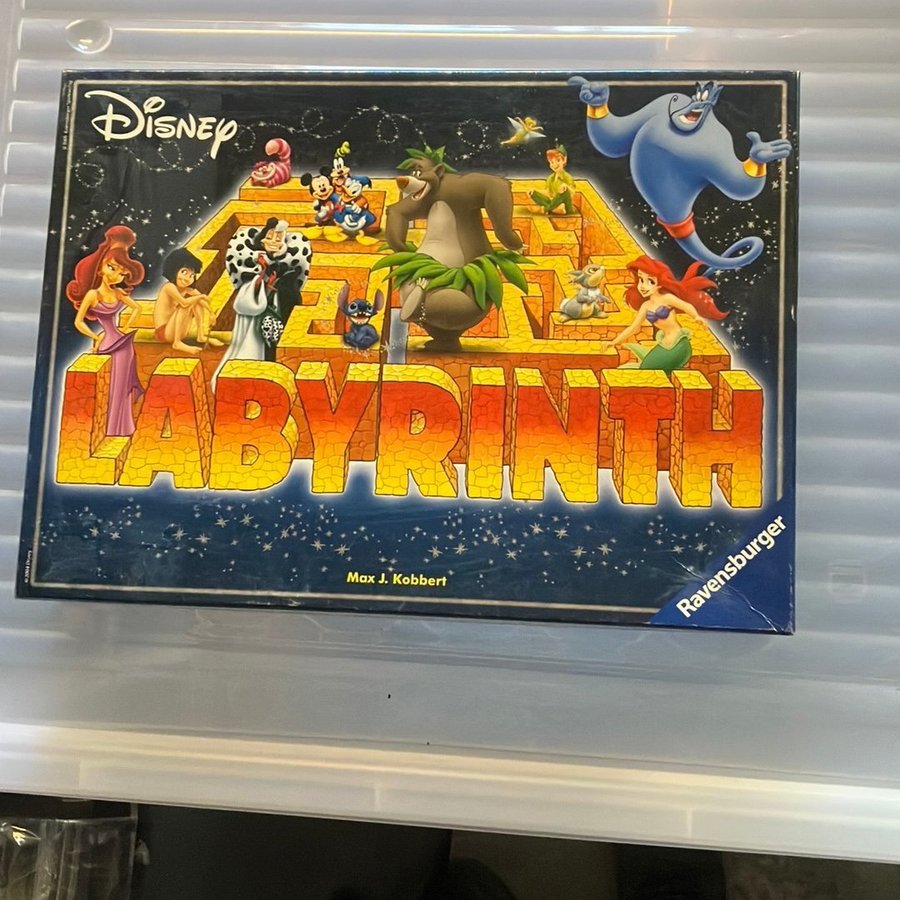 Disney
LABYRINTH
Max J. Kobbert
Ravensburger